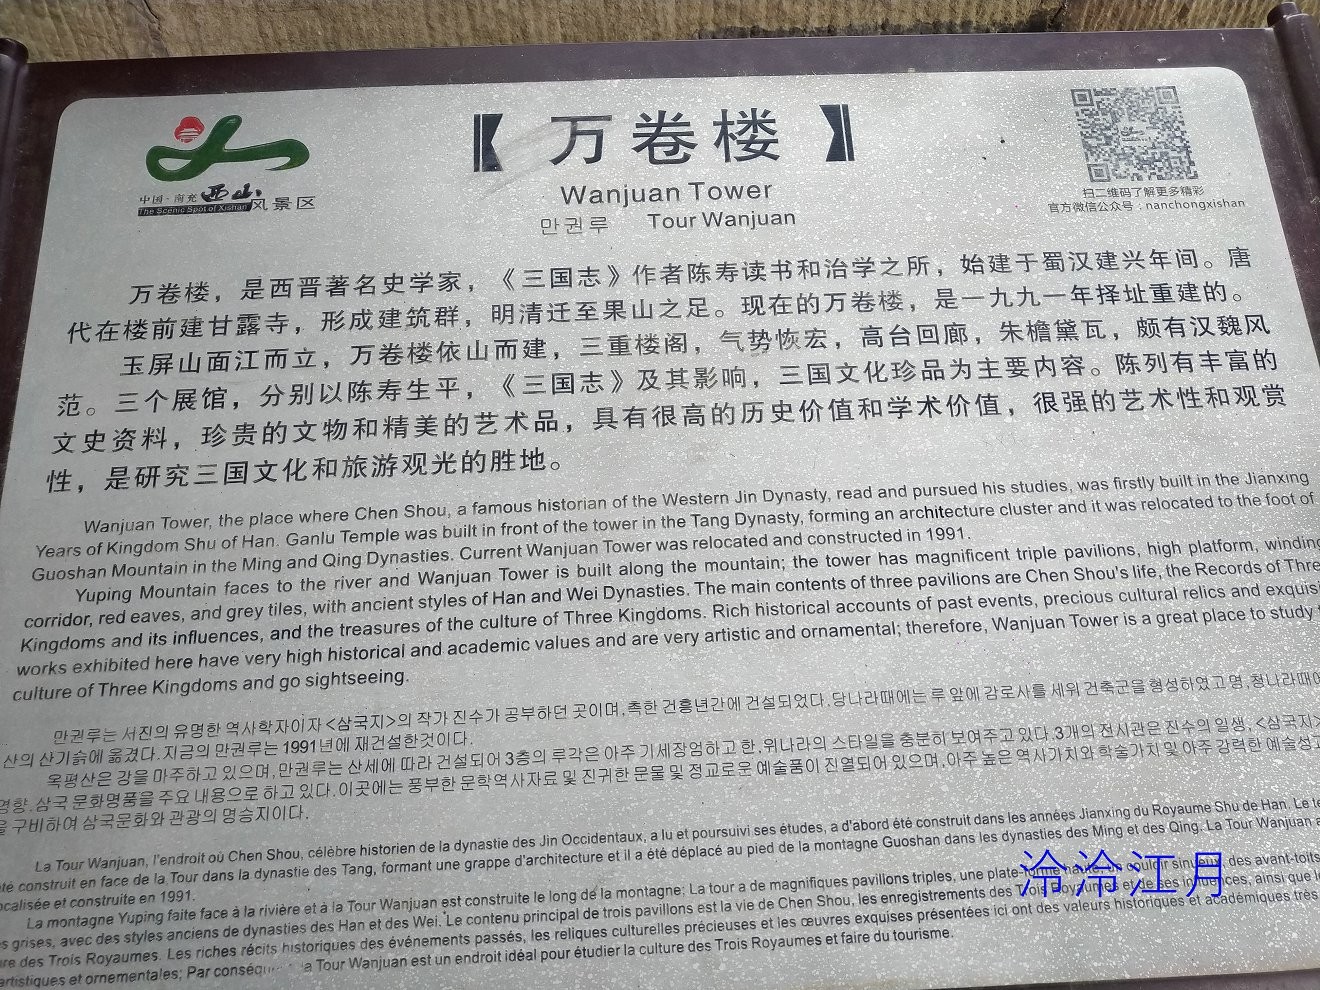 中国·南充 西山 风景区
The Scenic Spot of Xishan
【 万卷楼 】
Wanjuan Tower
만권루 Tour Wanjuan
扫二维码了解更多精彩
官方微信公众号：nanchongxishan
万卷楼，是西晋著名史学家，《三国志》作者陈寿读书和治学之所，始建于蜀汉建兴年间。唐
代在楼前建甘露寺，形成建筑群，明清迁至果山之足。现在的万卷楼，是一九九一年择址重建的。
玉屏山面江而立，万卷楼依山而建，三重楼阁，气势恢宏，高台回廊，朱檐黛瓦，颇有汉魏风
范。三个展馆，分别以陈寿生平，《三国志》及其影响，三国文化珍品为主要内容。陈列有丰富的
文史资料，珍贵的文物和精美的艺术品，具有很高的历史价值和学术价值，很强的艺术性和观赏
性，是研究三国文化和旅游观光的胜地。
Wanjuan Tower, the place where Chen Shou, a famous historian of the Western Jin Dynasty, read and pursued his studies, was firstly built in the Jianxing
Years of Kingdom Shu of Han. Ganlu Temple was built in front of the tower in the Tang Dynasty, forming an architecture cluster and it was relocated to the foot of
Guoshan Mountain in the Ming and Qing Dynasties. Current Wanjuan Tower was relocated and constructed in 1991.
Yuping Mountain faces to the river and Wanjuan Tower is built along the mountain; the tower has magnificent triple pavilions, high platform, winding
corridor, red eaves, and grey tiles, with ancient styles of Han and Wei Dynasties. The main contents of three pavilions are Chen Shou's life, the Records of Three
Kingdoms and its influences, and the treasures of the culture of Three Kingdoms. Rich historical accounts of past events, precious cultural relics and exquis
works exhibited here have very high historical and academic values and are very artistic and ornamental; therefore, Wanjuan Tower is a great place to study
culture of Three Kingdoms and go sightseeing.
만권루는 서진의 유명한 역사학자이자 <삼국지>의 작가 진수가 공부하던 곳이며,촉한 건흥년간에 건설되었다.당나라때에는 루 앞에 감로사를 세워 건축군을 형성하였고명,청나라때에
산의 산기슭에 옮겼다.지금의 만권루는 1991년에 재건설한것이다.
옥평산은 강을 마주하고 있으며,만권루는 산세에 따라 건설되어 3층의 루각은 아주 기세장엄하고 한,위나라의 스타일을 충분히 보여주고 있다.3개의 전시관은 진수의 일생, <삼국지>
영향.삼국 문화명품을 주요 내용으로 하고 있다.이곳에는 풍부한 문학역사자료 및 진귀한 문물 및 정교로운 예술품이 진열되어 있으며,아주 높은 역사가치와 학술가치 및 아주 강력한 예술성고
을 구비하여 삼국문화와 관광의 명승지이다.
La Tour Wanjuan, l'endroit où Chen Shou, célèbre historien de la dynastie des Jin Occidentaux, a lu et poursuivi ses études, a d'abord été construit dans les années Jianxing du Royaume Shu de Han. Le te
été construit en face de la Tour dans la dynastie des Tang, formant une grappe d'architecture et il a été déplacé au pied de la montagne Guoshan dans les dynasties des Ming et des Qing. La Tour Wanjuan a
ocalisée et construite en 1991.
La montagne Yuping faite face à la rivière et à la Tour Wanjuan est construite le long de la montagne; La tour a de magnifiques pavillons triples, une plate-forme haute, un couloir sinueux, des avant-toits
es grises, avec des styles anciens de dynasties des Han et des Wei. Le contenu principal de trois pavillons est la vie de Chen Shou, les enregistrements des Trois Royaumes et de ses influences, ainsi que le
ure des Trois Royaumes. Les riches récits historiques des événements passés, les reliques culturelles précieuses et les œuvres exquises présentées ici ont des valeurs historiques et académiques très
artistiques et ornementales; Par conséquent la Tour Wanjuan est un endroit idéal pour étudier la culture des Trois Royaumes et faire du tourisme.
泠泠江月